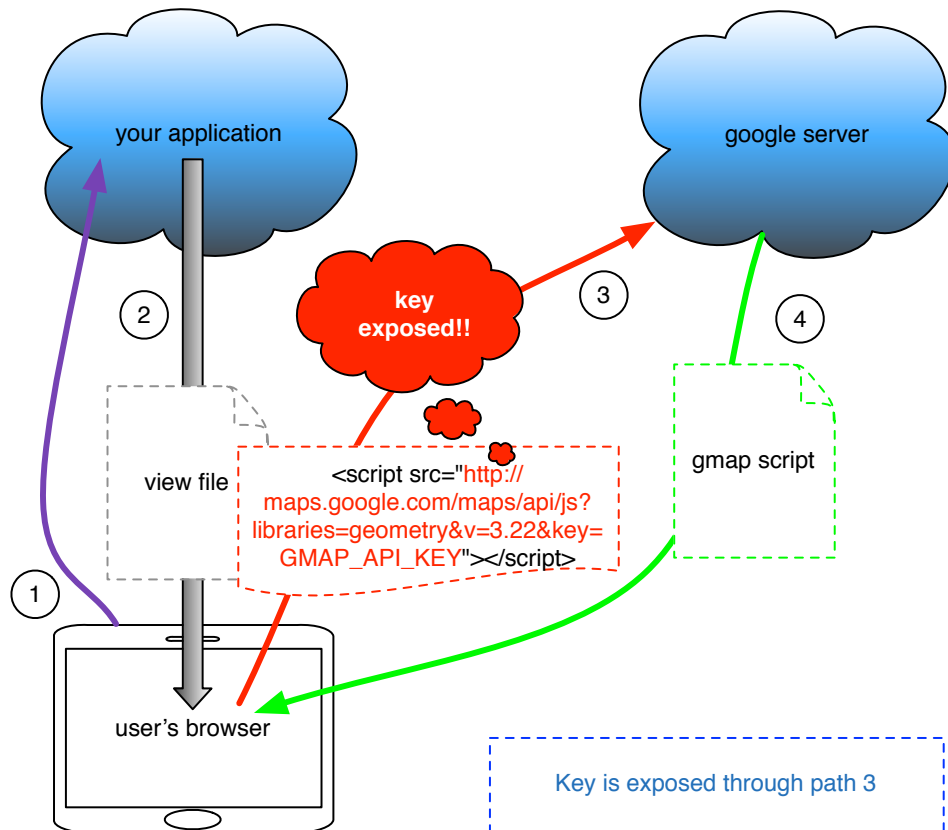 your application
google server
2
key
exposed!!
3
4
view file
<script src="http://
maps.google.com/maps/api/js?
libraries=geometry&v=3.22&key=
GMAP_API_KEY"></script>
gmap script
1
user's browser
Key is exposed through path 3